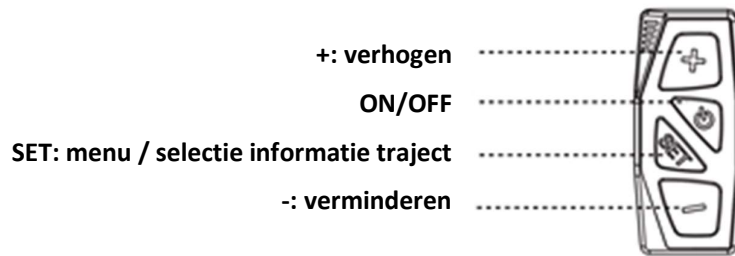 +: verhogen
ON/OFF
SET: menu / selectie informatie traject
-: verminderen
SET